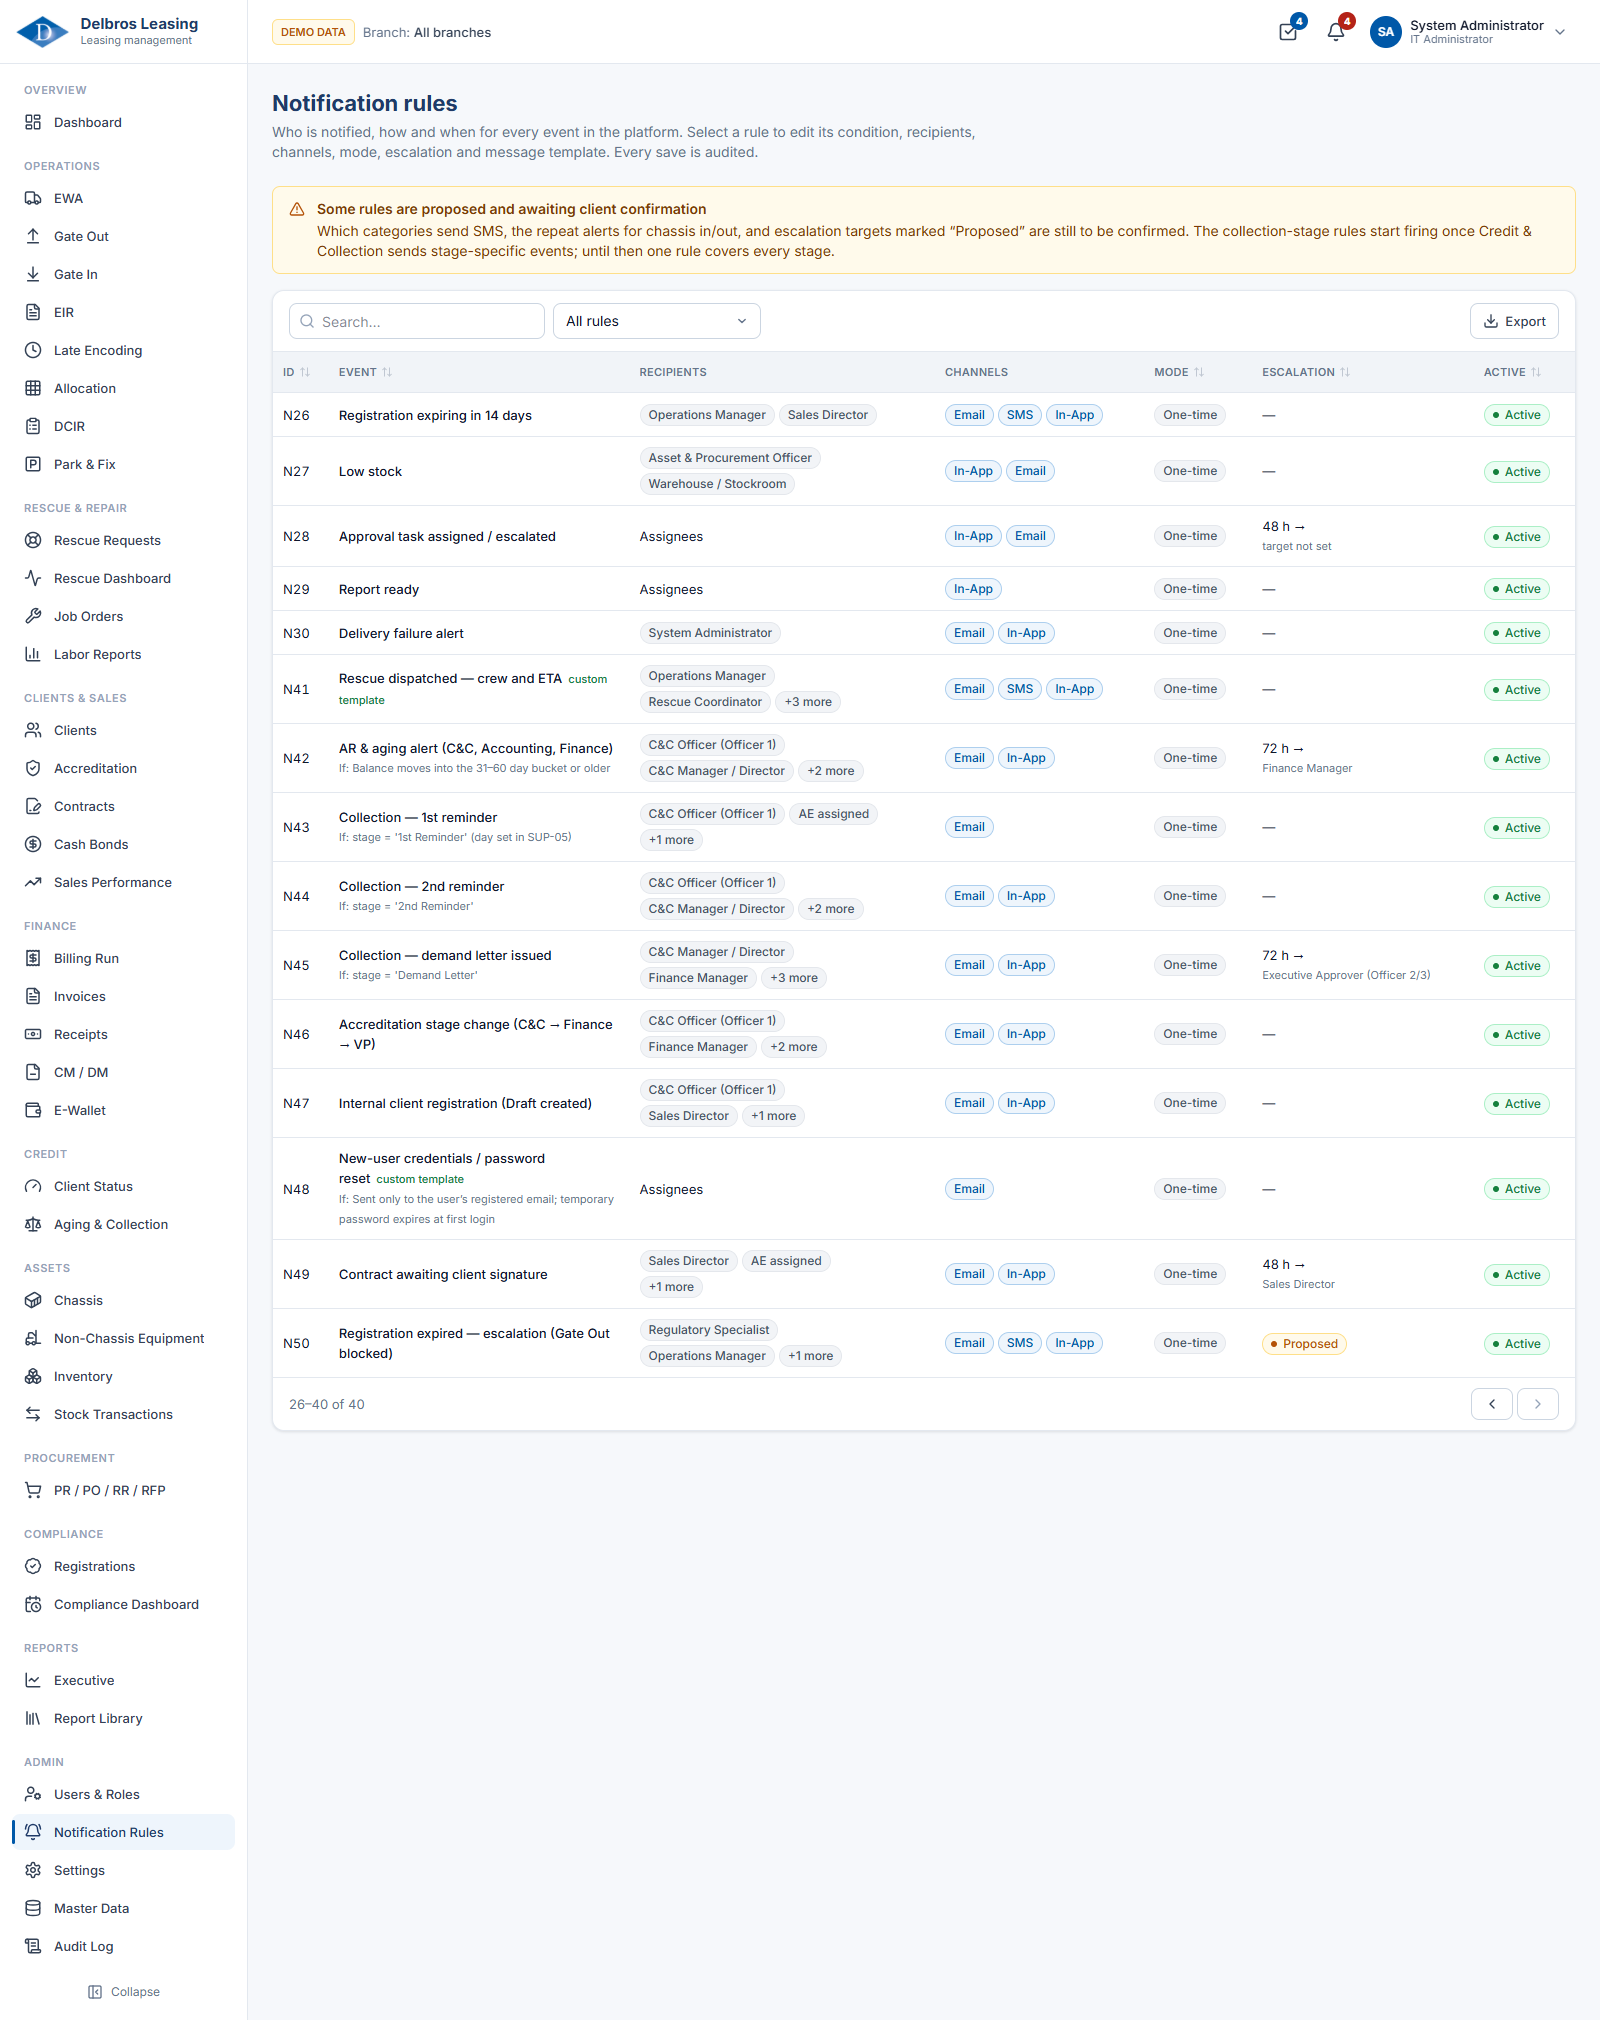 Delbros Leasing
Leasing management
DEMO DATA
Branch: All branches
4
4
SA
System Administrator
IT Administrator
OVERVIEW
Dashboard
OPERATIONS
EWA
Gate Out
Gate In
EIR
Late Encoding
Allocation
DCIR
Park & Fix
RESCUE & REPAIR
Rescue Requests
Rescue Dashboard
Job Orders
Labor Reports
CLIENTS & SALES
Clients
Accreditation
Contracts
Cash Bonds
Sales Performance
FINANCE
Billing Run
Invoices
Receipts
CM / DM
E-Wallet
CREDIT
Client Status
Aging & Collection
ASSETS
Chassis
Non-Chassis Equipment
Inventory
Stock Transactions
PROCUREMENT
PR / PO / RR / RFP
COMPLIANCE
Registrations
Compliance Dashboard
REPORTS
Executive
Report Library
ADMIN
Users & Roles
Notification Rules
Settings
Master Data
Audit Log
Collapse
Notification rules
Who is notified, how and when for every event in the platform. Select a rule to edit its condition, recipients,
channels, mode, escalation and message template. Every save is audited.
Some rules are proposed and awaiting client confirmation
Which categories send SMS, the repeat alerts for chassis in/out, and escalation targets marked “Proposed” are still to be confirmed. The collection-stage rules start firing once Credit &
Collection sends stage-specific events; until then one rule covers every stage.
Search...
All rules
Export
ID EVENT RECIPIENTS CHANNELS MODE ESCALATION ACTIVE
N26 Registration expiring in 14 days Operations Manager Sales Director Email SMS In-App One-time — Active
N27 Low stock Asset & Procurement Officer
Warehouse / Stockroom In-App Email One-time — Active
N28 Approval task assigned / escalated Assignees In-App Email One-time 48 h →
target not set Active
N29 Report ready Assignees In-App One-time — Active
N30 Delivery failure alert System Administrator Email In-App One-time — Active
N41 Rescue dispatched — crew and ETA custom
template
Operations Manager
Rescue Coordinator +3 more Email SMS In-App One-time — Active
N42 AR & aging alert (C&C, Accounting, Finance)
If: Balance moves into the 31–60 day bucket or older
C&C Officer (Officer 1)
C&C Manager / Director +2 more Email In-App One-time 72 h →
Finance Manager Active
N43 Collection — 1st reminder
If: stage = '1st Reminder' (day set in SUP-05)
C&C Officer (Officer 1) AE assigned
+1 more Email One-time — Active
N44 Collection — 2nd reminder
If: stage = '2nd Reminder'
C&C Officer (Officer 1)
C&C Manager / Director +2 more Email In-App One-time — Active
N45 Collection — demand letter issued
If: stage = 'Demand Letter'
C&C Manager / Director
Finance Manager +3 more Email In-App One-time 72 h →
Executive Approver (Officer 2/3) Active
N46 Accreditation stage change (C&C → Finance
→ VP)
C&C Officer (Officer 1)
Finance Manager +2 more Email In-App One-time — Active
N47 Internal client registration (Draft created)
C&C Officer (Officer 1)
Sales Director +1 more Email In-App One-time — Active
N48 New-user credentials / password
reset custom template
If: Sent only to the user's registered email; temporary
password expires at first login
Assignees Email One-time — Active
N49 Contract awaiting client signature
Sales Director AE assigned
+1 more Email In-App One-time 48 h →
Sales Director Active
N50 Registration expired — escalation (Gate Out
blocked)
Regulatory Specialist
Operations Manager +1 more Email SMS In-App One-time Proposed Active
26–40 of 40